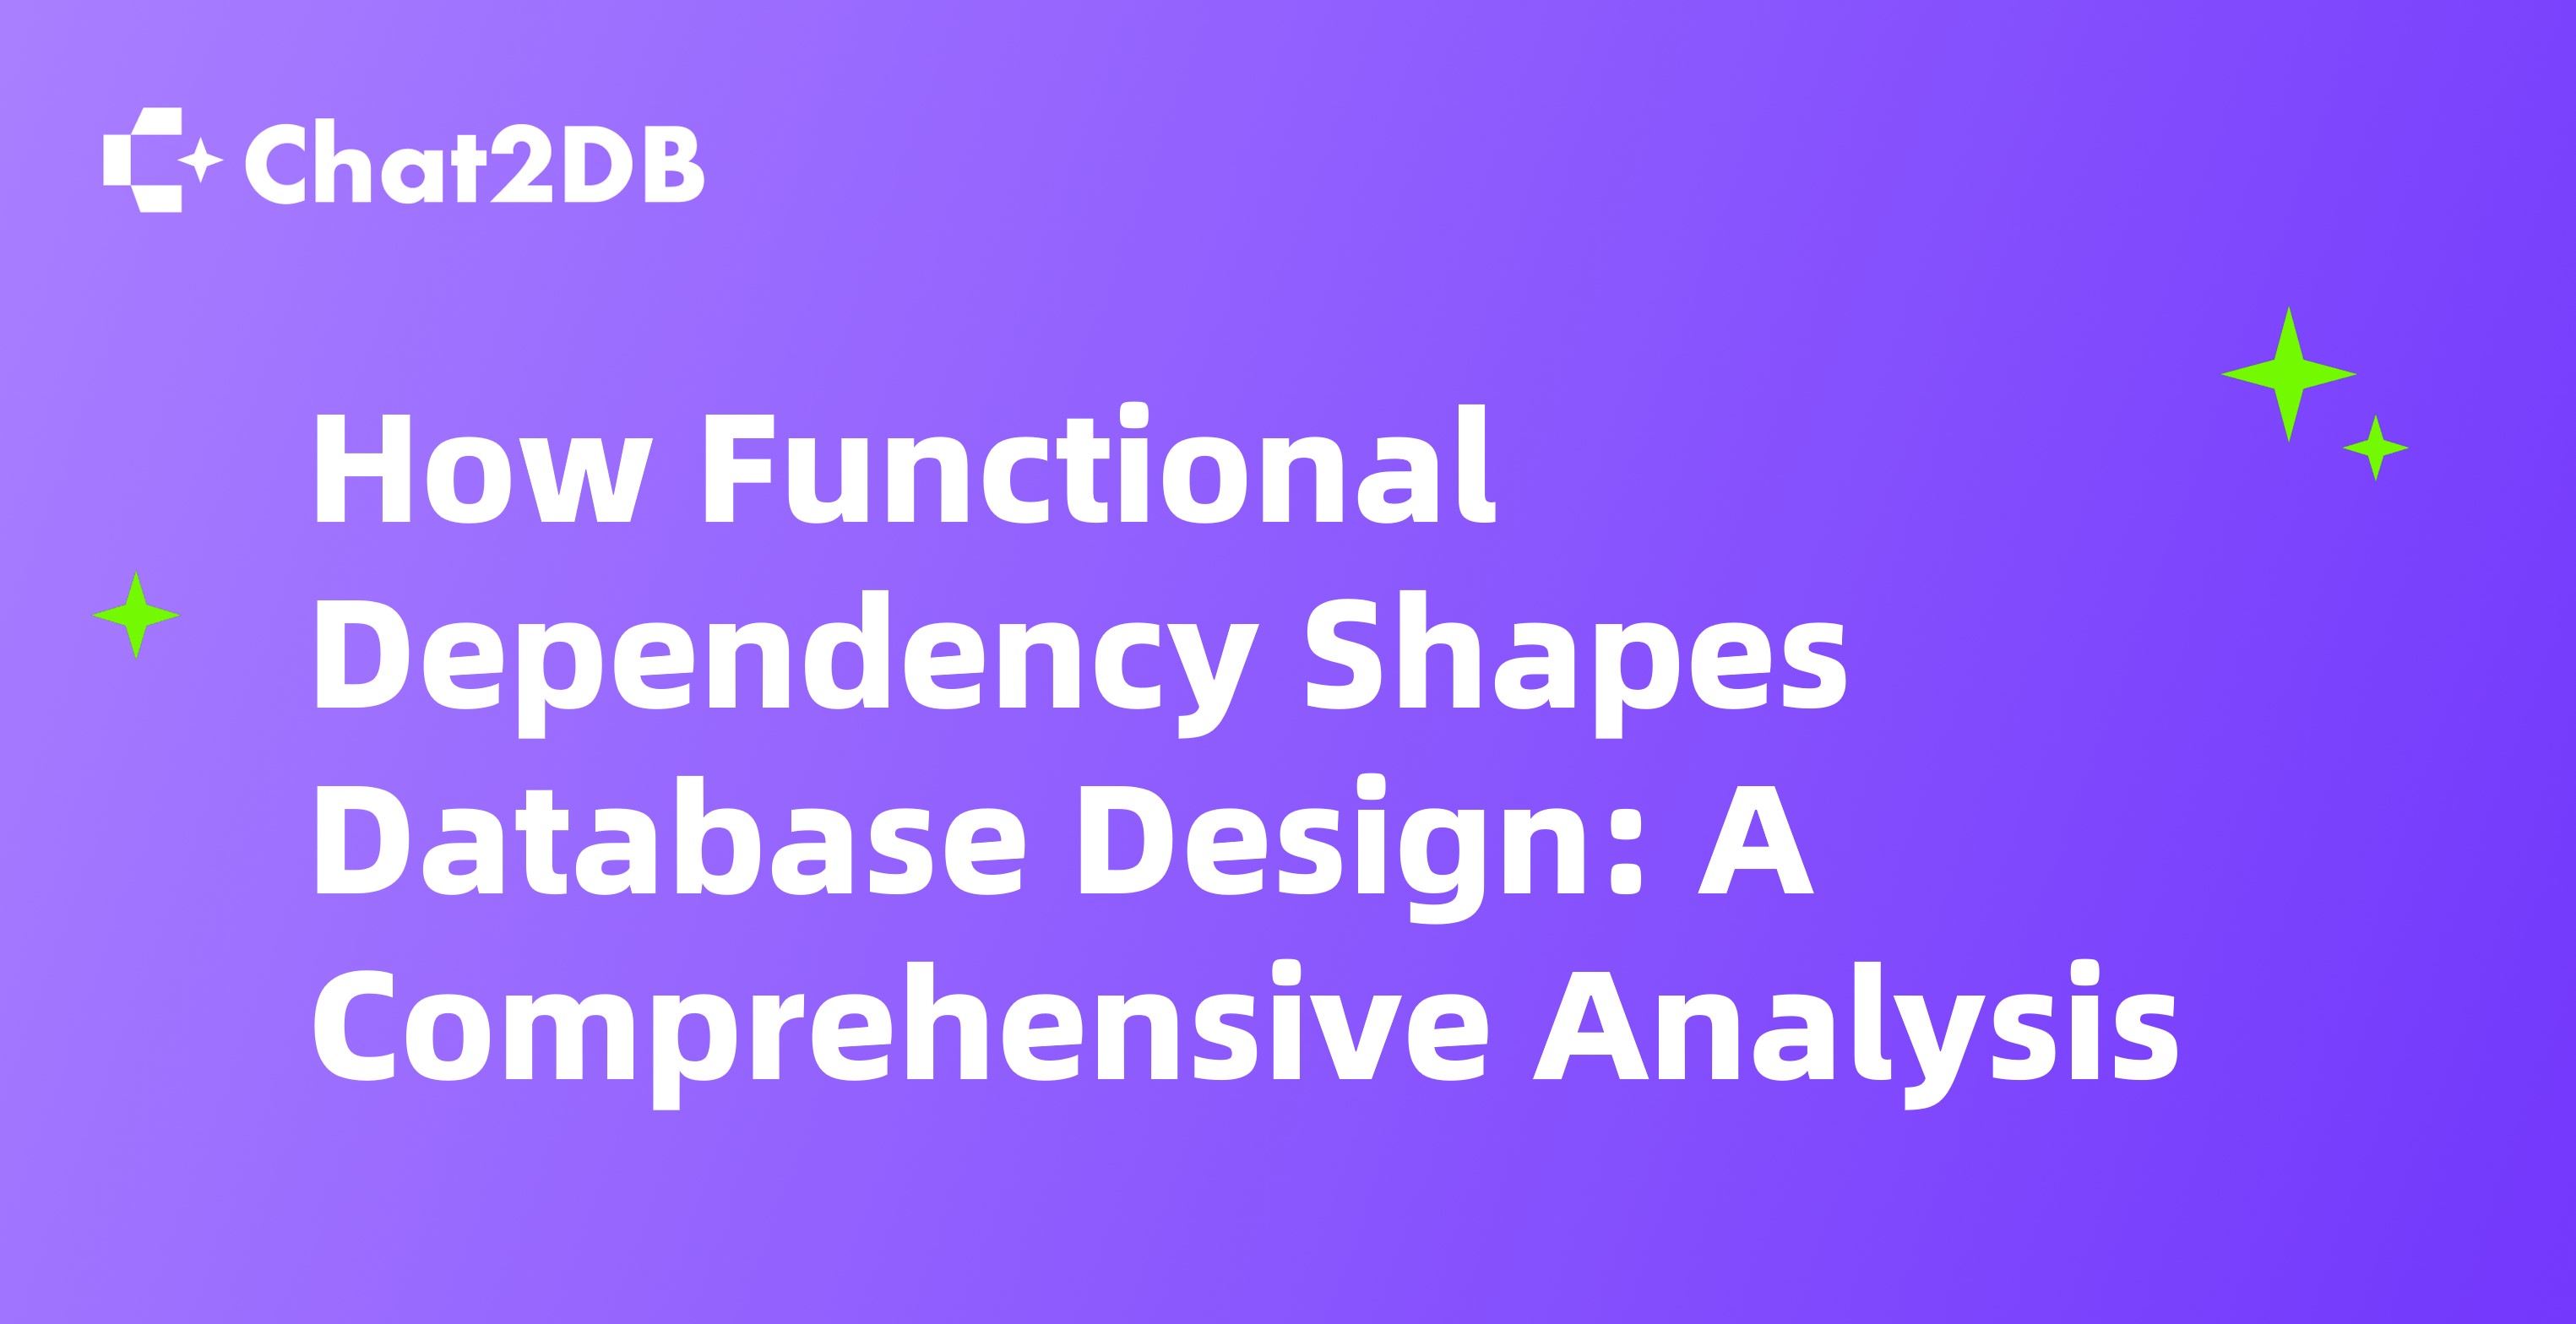 Chat2DB
How Functional
Dependency Shapes
Database Design: A
Comprehensive Analysis